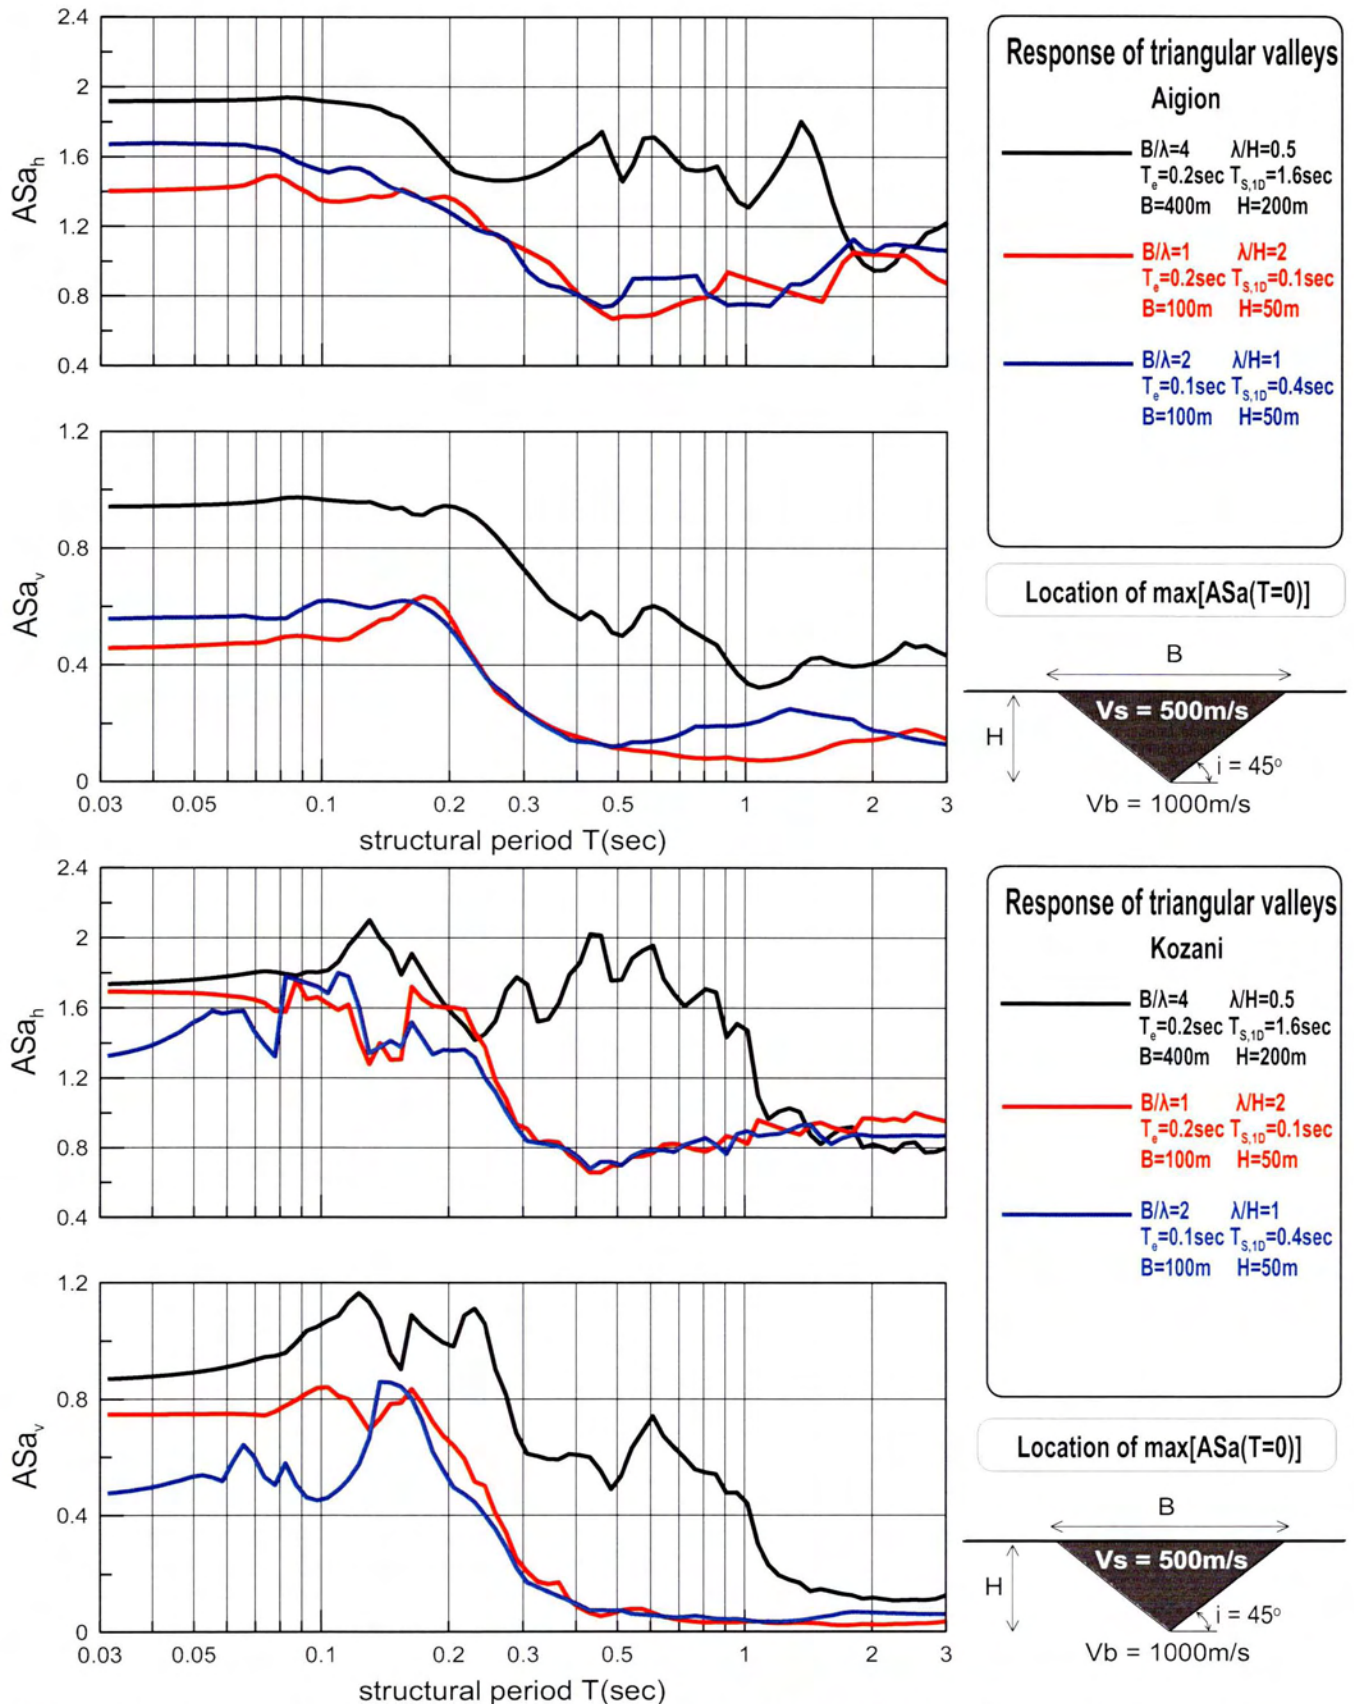 2.4
2
1.6
1.2
0.8
0.4
ASa_h
1.2
0.8
0.4
0
ASa_v
0.03 0.05 0.1 0.2 0.3 0.5 1 2 3
structural period T(sec)
Response of triangular valleys
Aigion
B/λ=4 λ/H=0.5
T_e=0.2sec T_S,1D=1.6sec
B=400m H=200m
B/λ=1 λ/H=2
T_e=0.2sec T_S,1D=0.1sec
B=100m H=50m
B/λ=2 λ/H=1
T_e=0.1sec T_S,1D=0.4sec
B=100m H=50m
Location of max[ASa(T=0)]
B
Vs = 500m/s
H
i = 45°
Vb = 1000m/s
2.4
2
1.6
1.2
0.8
0.4
ASa_h
1.2
0.8
0.4
0
ASa_v
0.03 0.05 0.1 0.2 0.3 0.5 1 2 3
structural period T(sec)
Response of triangular valleys
Kozani
B/λ=4 λ/H=0.5
T_e=0.2sec T_S,1D=1.6sec
B=400m H=200m
B/λ=1 λ/H=2
T_e=0.2sec T_S,1D=0.1sec
B=100m H=50m
B/λ=2 λ/H=1
T_e=0.1sec T_S,1D=0.4sec
B=100m H=50m
Location of max[ASa(T=0)]
B
Vs = 500m/s
H
i = 45°
Vb = 1000m/s